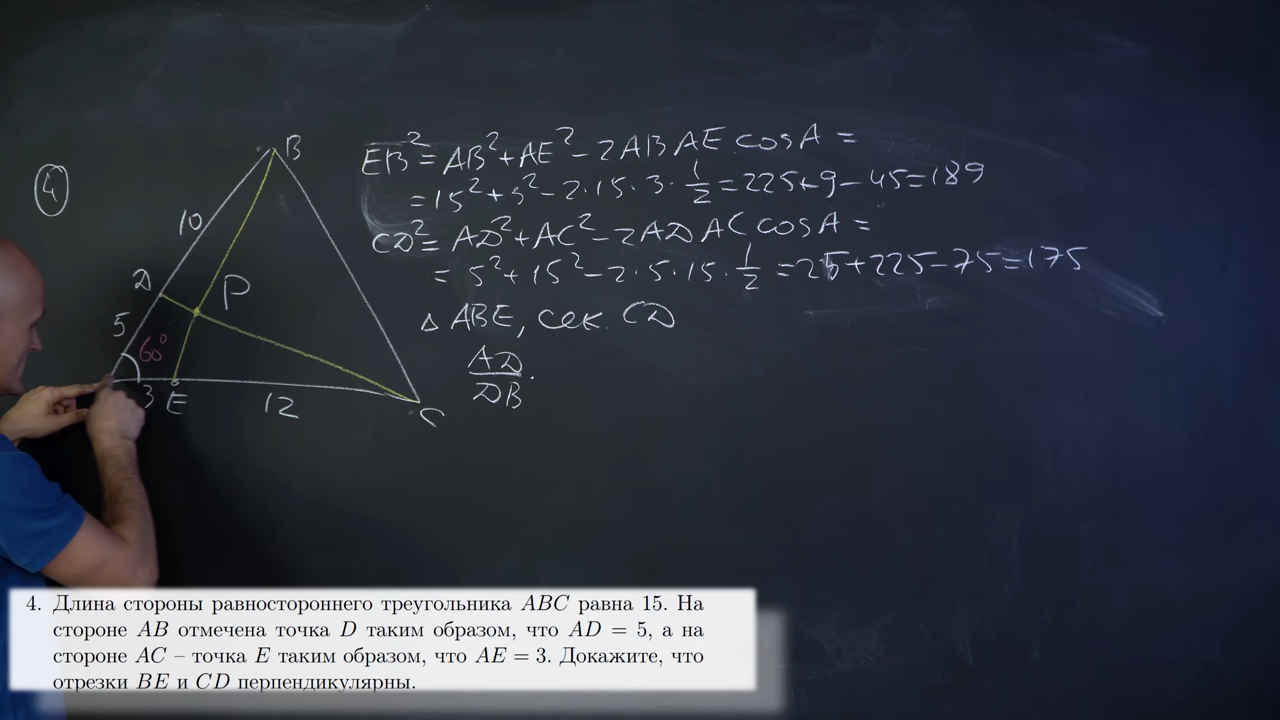 ④
B
10
D
P
5
60°
3
E
12
C
EB² = AB² + AE² − 2AB AE cosA =
= 15² + 3² − 2·15·3·1/2 = 225 + 9 − 45 = 189
CD² = AD² + AC² − 2AD AC cosA =
= 5² + 15² − 2·5·15·1/2 = 25 + 225 − 75 = 175
△ ABE, сек. CD
AD/DB ·
4. Длина стороны равностороннего треугольника ABC равна 15. На
стороне AB отмечена точка D таким образом, что AD = 5, а на
стороне AC – точка E таким образом, что AE = 3. Докажите, что
отрезки BE и CD перпендикулярны.